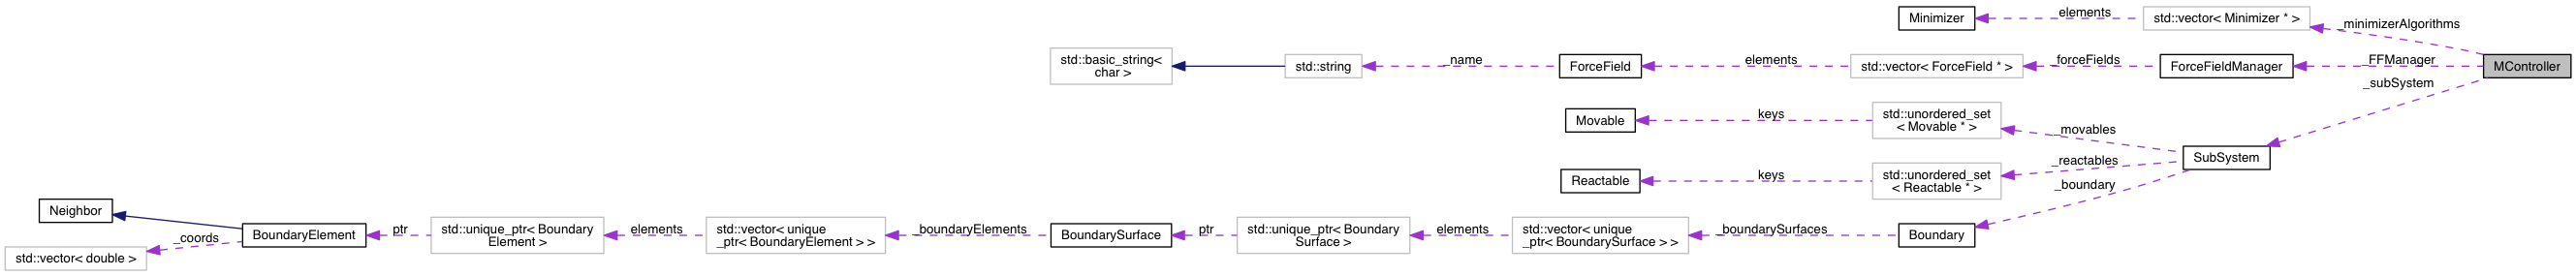 Minimizer
elements
std::vector< Minimizer * >
_minimizerAlgorithms
std::basic_string<
char >
std::string
_name
ForceField
elements
std::vector< ForceField * >
_forceFields
ForceFieldManager
_FFManager
MController
_subSystem
Movable
keys
std::unordered_set
< Movable * >
_movables
SubSystem
Reactable
keys
std::unordered_set
< Reactable * >
_reactables
_boundary
Neighbor
BoundaryElement
ptr
std::unique_ptr< Boundary
Element >
elements
std::vector< unique
_ptr< BoundaryElement > >
_boundaryElements
BoundarySurface
ptr
std::unique_ptr< Boundary
Surface >
elements
std::vector< unique
_ptr< BoundarySurface > >
_boundarySurfaces
Boundary
_coords
std::vector< double >